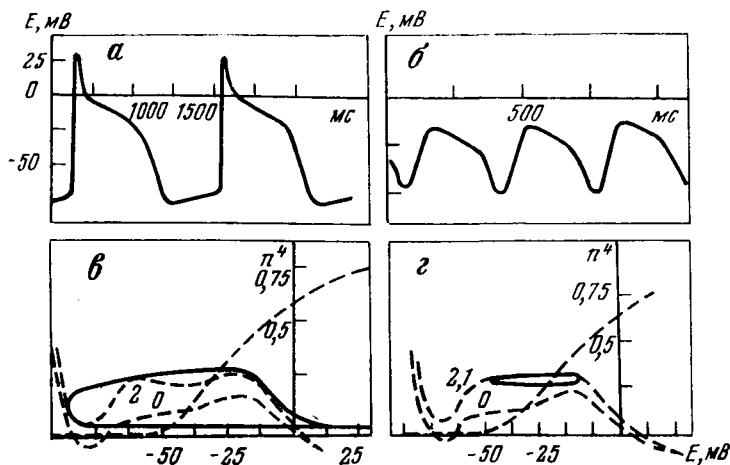 E, мВ
E, мВ
25
а
б
0
1000 1500 мс
500 мс
-50
в
n⁴
г
n⁴
0,75
0,75
0,5
0,5
2 0
2,1
0
-50 -25 25
-50 -25 E, мВ